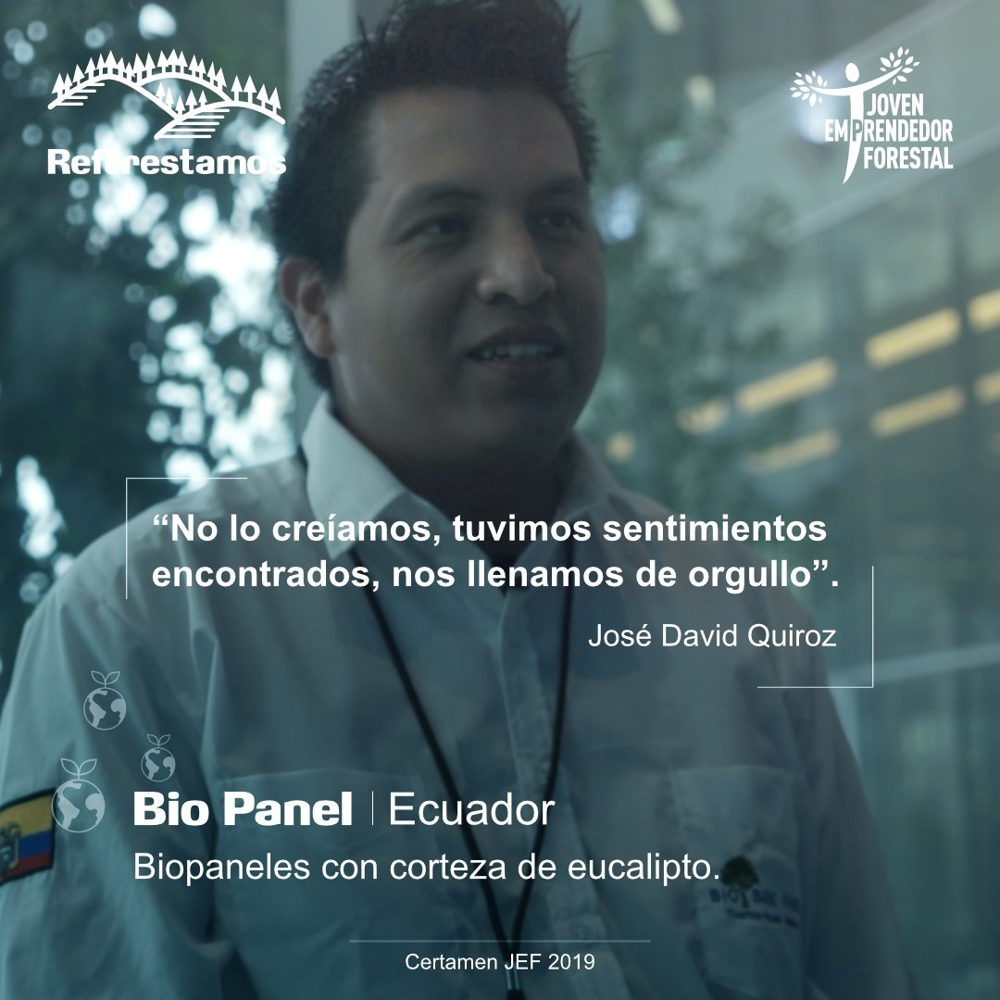 Reforestamos
JOVEN
EMPRENDEDOR
FORESTAL
“No lo creíamos, tuvimos sentimientos
encontrados, nos llenamos de orgullo”.
José David Quiroz
Bio Panel | Ecuador
Biopaneles con corteza de eucalipto.
BIO
Certamen JEF 2019